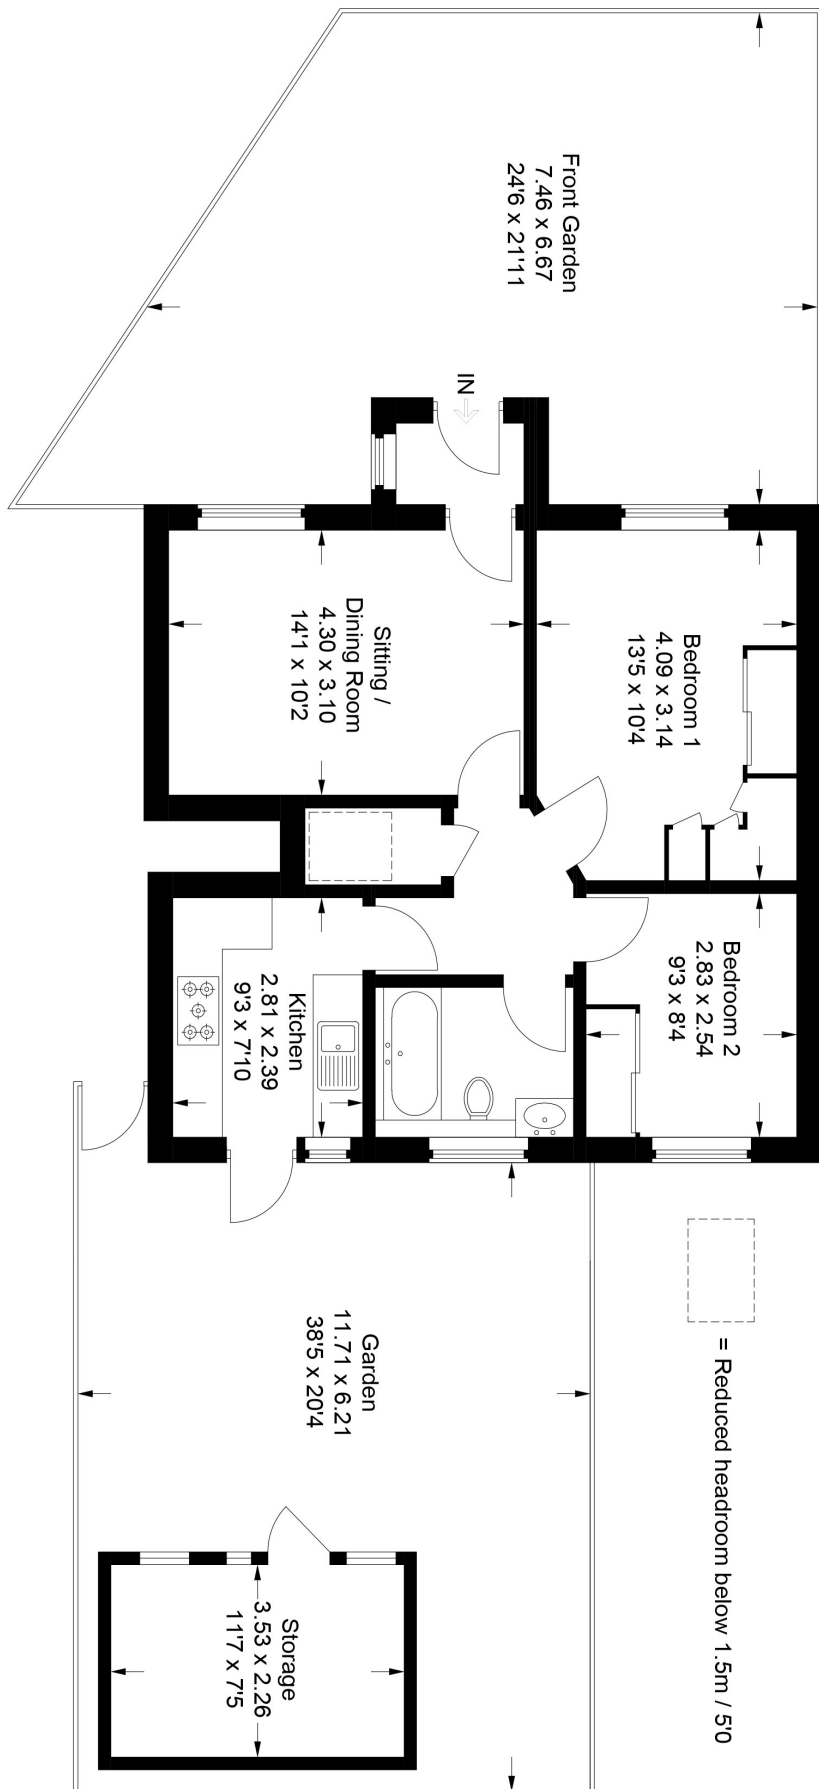 Front Garden
7.46 x 6.67
24'6 x 21'11
IN
Sitting /
Dining Room
4.30 x 3.10
14'1 x 10'2
Bedroom 1
4.09 x 3.14
13'5 x 10'4
Kitchen
2.81 x 2.39
9'3 x 7'10
Bedroom 2
2.83 x 2.54
9'3 x 8'4
Garden
11.71 x 6.21
38'5 x 20'4
= Reduced headroom below 1.5m / 5'0
Storage
3.53 x 2.26
11'7 x 7'5